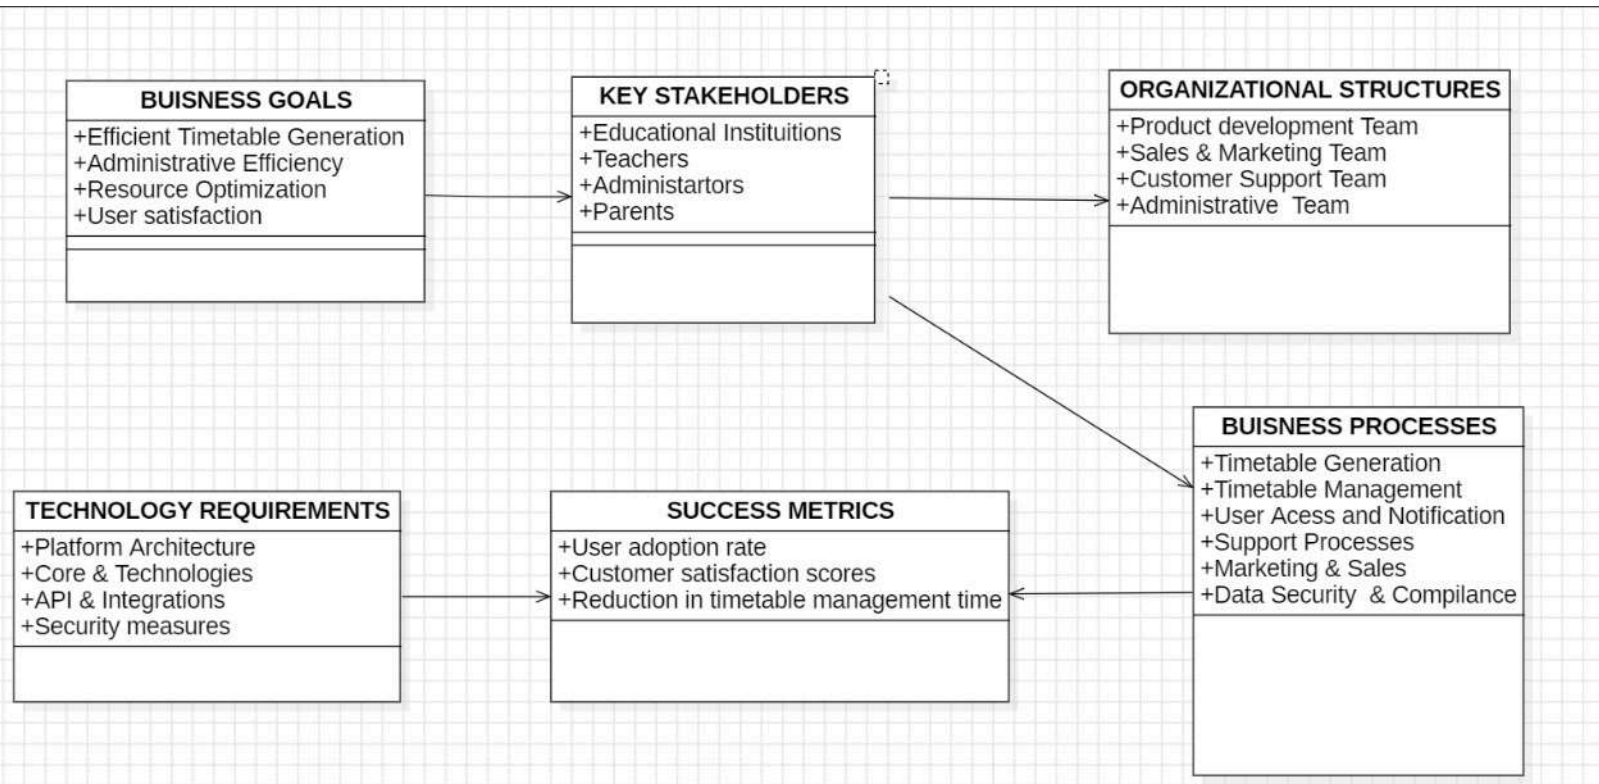 BUISNESS GOALS
+Efficient Timetable Generation
+Administrative Efficiency
+Resource Optimization
+User satisfaction
KEY STAKEHOLDERS
+Educational Instituitions
+Teachers
+Administartors
+Parents
ORGANIZATIONAL STRUCTURES
+Product development Team
+Sales & Marketing Team
+Customer Support Team
+Administrative  Team
TECHNOLOGY REQUIREMENTS
+Platform Architecture
+Core & Technologies
+API & Integrations
+Security measures
SUCCESS METRICS
+User adoption rate
+Customer satisfaction scores
+Reduction in timetable management time
BUISNESS PROCESSES
+Timetable Generation
+Timetable Management
+User Acess and Notification
+Support Processes
+Marketing & Sales
+Data Security  & Compilance